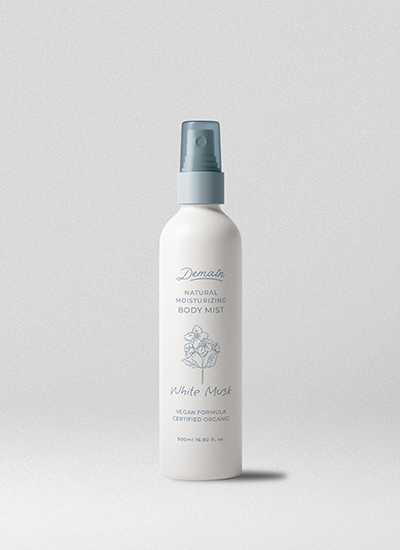 Demain
NATURAL
MOISTURIZING
BODY MIST
White Musk
VEGAN FORMULA
CERTIFIED ORGANIC
500ml 16.90 fl. oz.